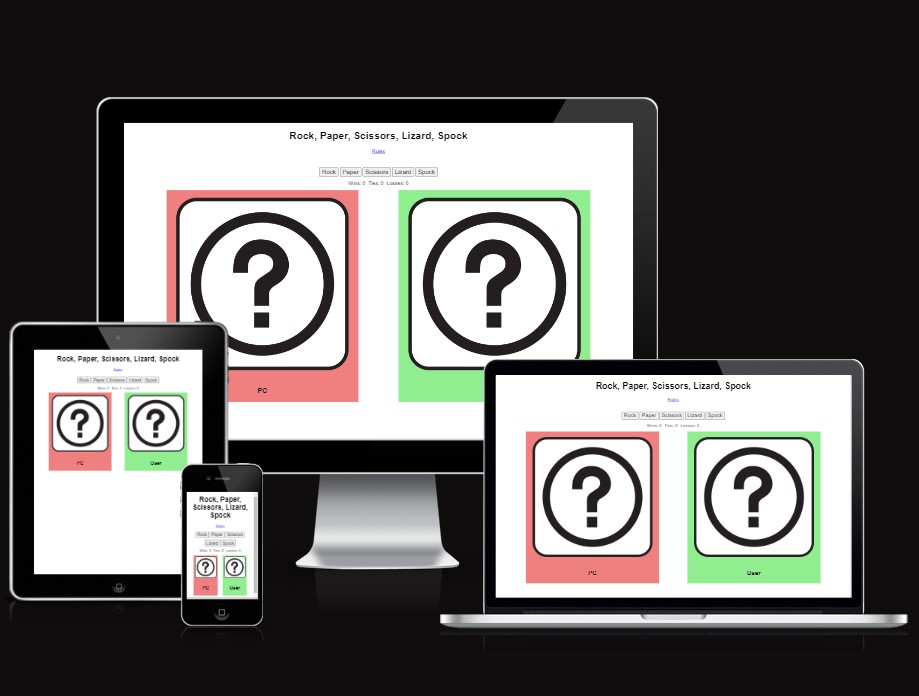 Rock, Paper, Scissors, Lizard, Spock
Rules
Rock Paper Scissors Lizard Spock
Wins: 0 Ties: 0 Losses: 0
?
?
PC
Rock, Paper, Scissors, Lizard, Spock
Rules
Rock Paper Scissors Lizard Spock
Wins: 0 Ties: 0 Losses: 0
?
?
PC
User
Rock, Paper,
Scissors, Lizard,
Spock
Rules
Rock Paper Scissors
Lizard Spock
Wins: 0 Ties: 0 Losses: 0
?
?
PC
User
Rock, Paper, Scissors, Lizard, Spock
Rules
Rock Paper Scissors Lizard Spock
Wins: 0 Ties: 0 Losses: 0
?
?
PC
User